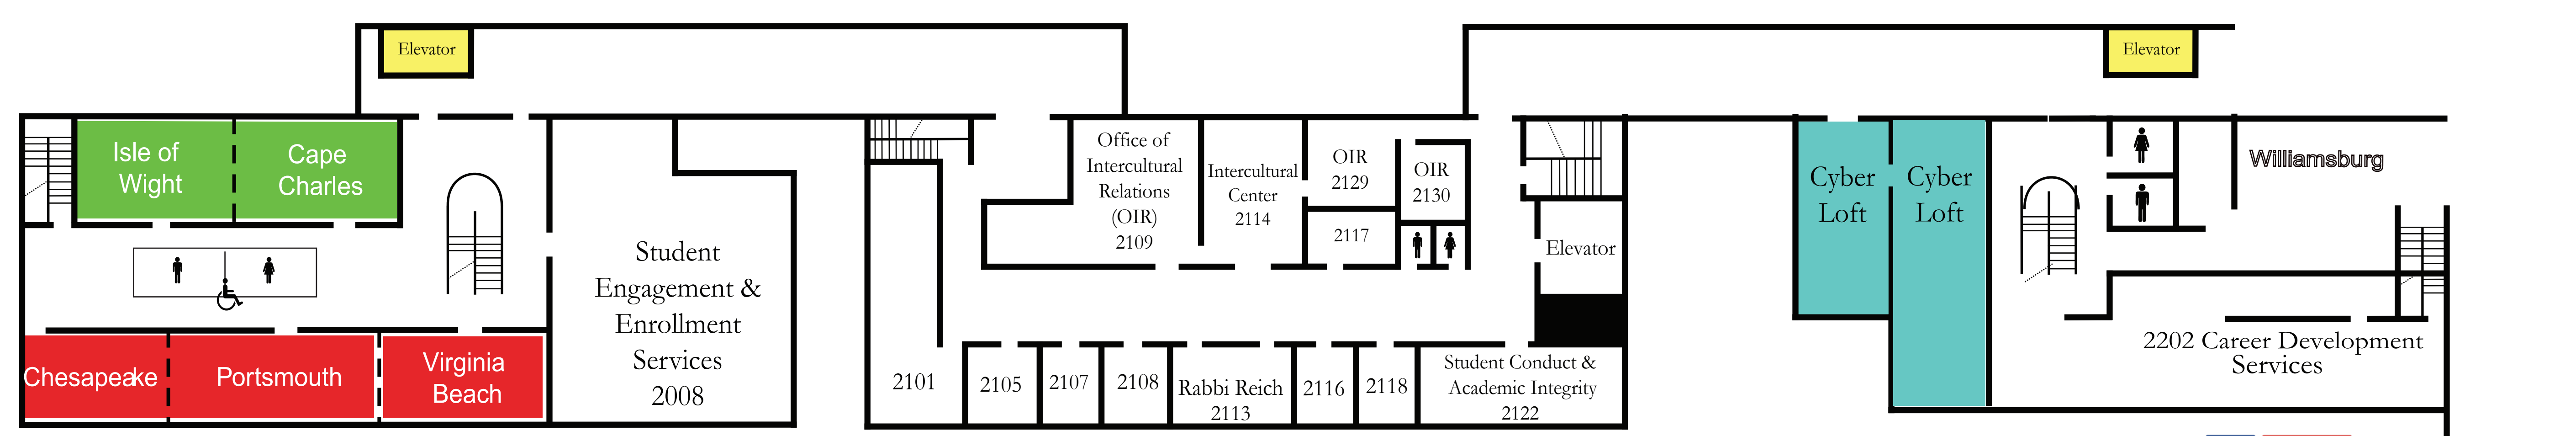 Elevator
Elevator
Isle of
Wight
Cape
Charles
Chesapeake
Portsmouth
Virginia
Beach
Student
Engagement &
Enrollment
Services
2008
Office of
Intercultural
Relations
(OIR)
2109
Intercultural
Center
2114
OIR
2129
OIR
2130
2117
Elevator
2101
2105
2107
2108
Rabbi Reich
2113
2116
2118
Student Conduct &
Academic Integrity
2122
Cyber
Loft
Cyber
Loft
Williamsburg
2202 Career Development
Services